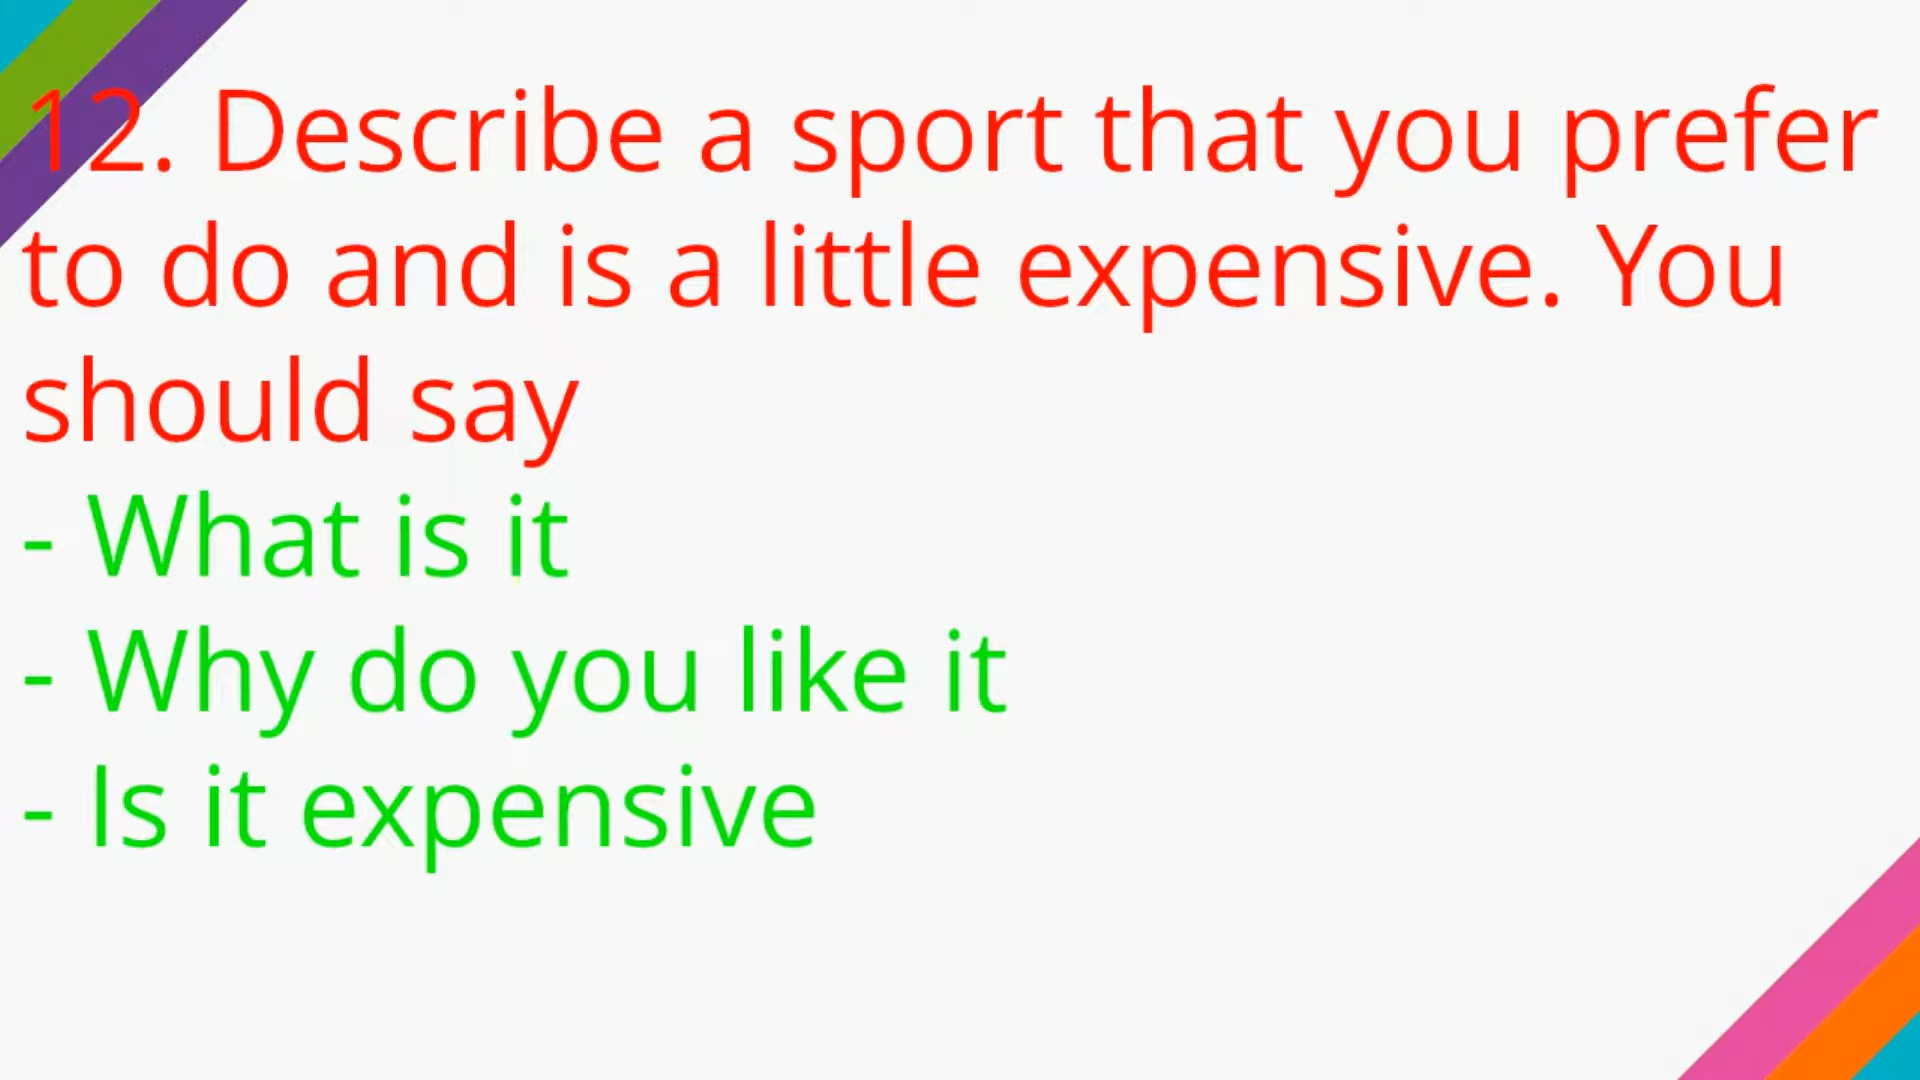 12. Describe a sport that you prefer
to do and is a little expensive. You
should say
- What is it
- Why do you like it
- Is it expensive